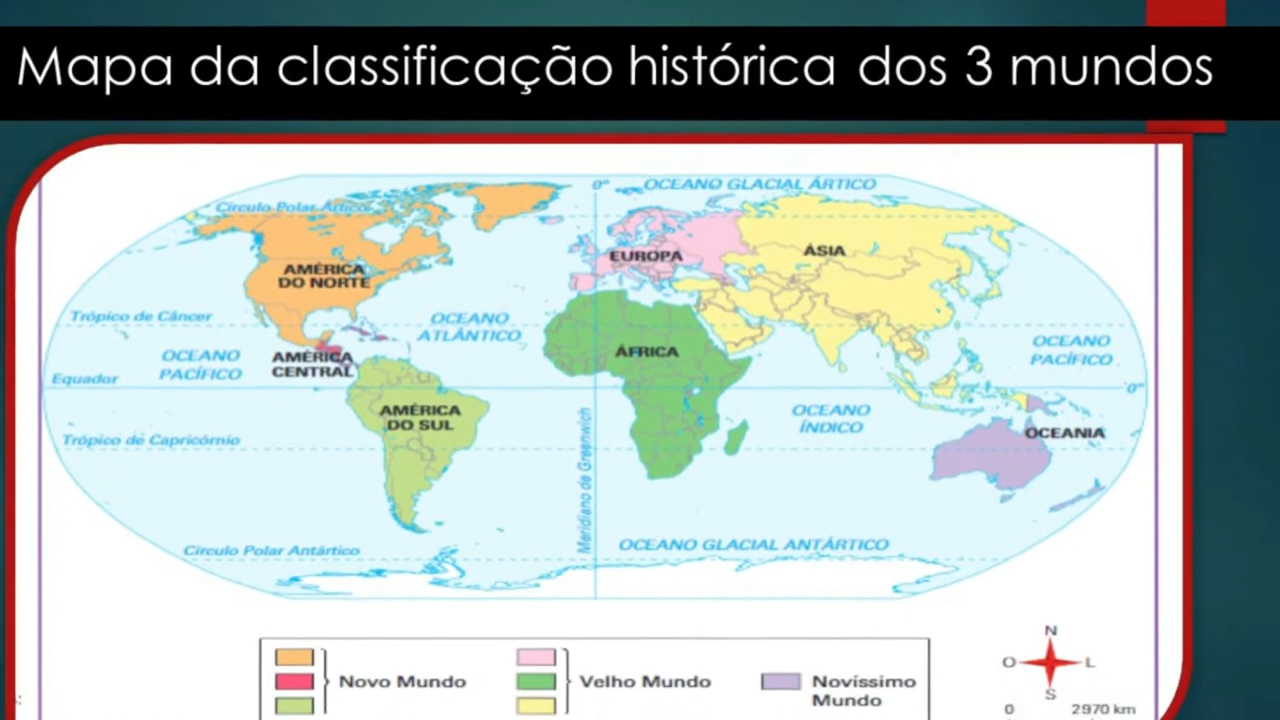 Mapa da classificação histórica dos 3 mundos
0°
OCEANO GLACIAL ÁRTICO
Círculo Polar Ártico
EUROPA
ÁSIA
AMÉRICA
DO NORTE
Trópico de Câncer
OCEANO
ATLÂNTICO
OCEANO
PACÍFICO
AMÉRICA
CENTRAL
ÁFRICA
OCEANO
PACÍFICO
Equador
0°
AMÉRICA
DO SUL
OCEANO
ÍNDICO
OCEANIA
Trópico de Capricórnio
Meridiano de Greenwich
Círculo Polar Antártico
OCEANO GLACIAL ANTÁRTICO
Novo Mundo
Velho Mundo
Novíssimo
Mundo
N
O
L
S
0
2970 km